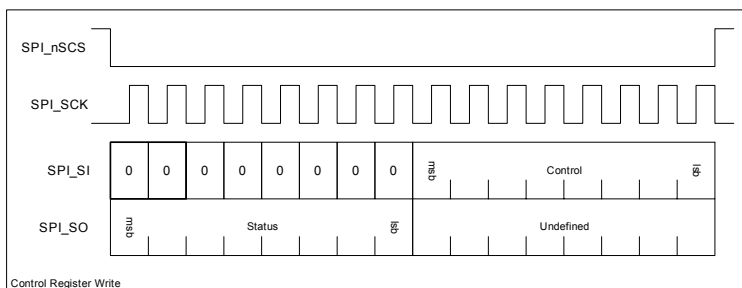 SPI_nSCS
SPI_SCK
SPI_SI 0 0 0 0 0 0 0 0 msb Control lsb
SPI_SO msb Status lsb Undefined
Control Register Write